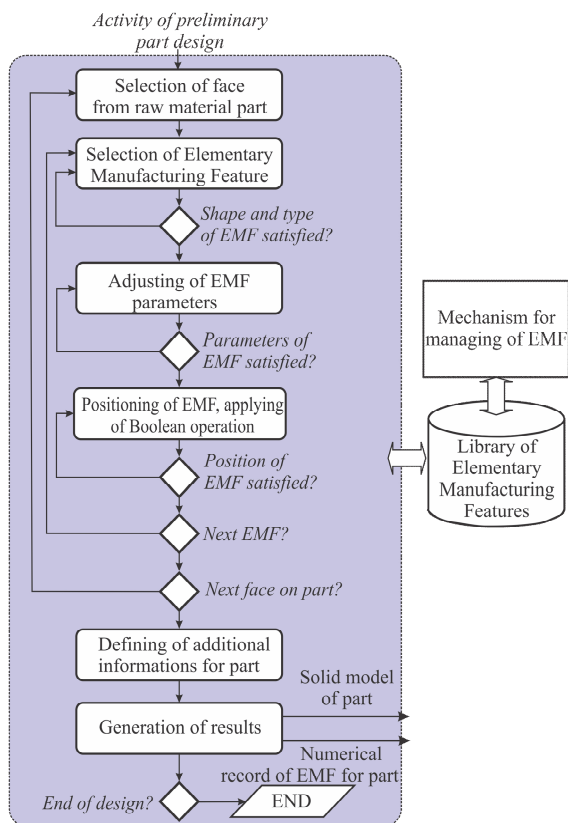 Activity of preliminary
part design
Selection of face
from raw material part
Selection of Elementary
Manufacturing Feature
Shape and type
of EMF satisfied?
Adjusting of EMF
parameters
Parameters of
EMF satisfied?
Positioning of EMF, applying
of Boolean operation
Position of
EMF satisfied?
Next EMF?
Next face on part?
Defining of additional
informations for part
Solid model
of part
Generation of results
Numerical
record of EMF for part
End of design?
END
Mechanism for
managing of EMF
Library of
Elementary
Manufacturing
Features